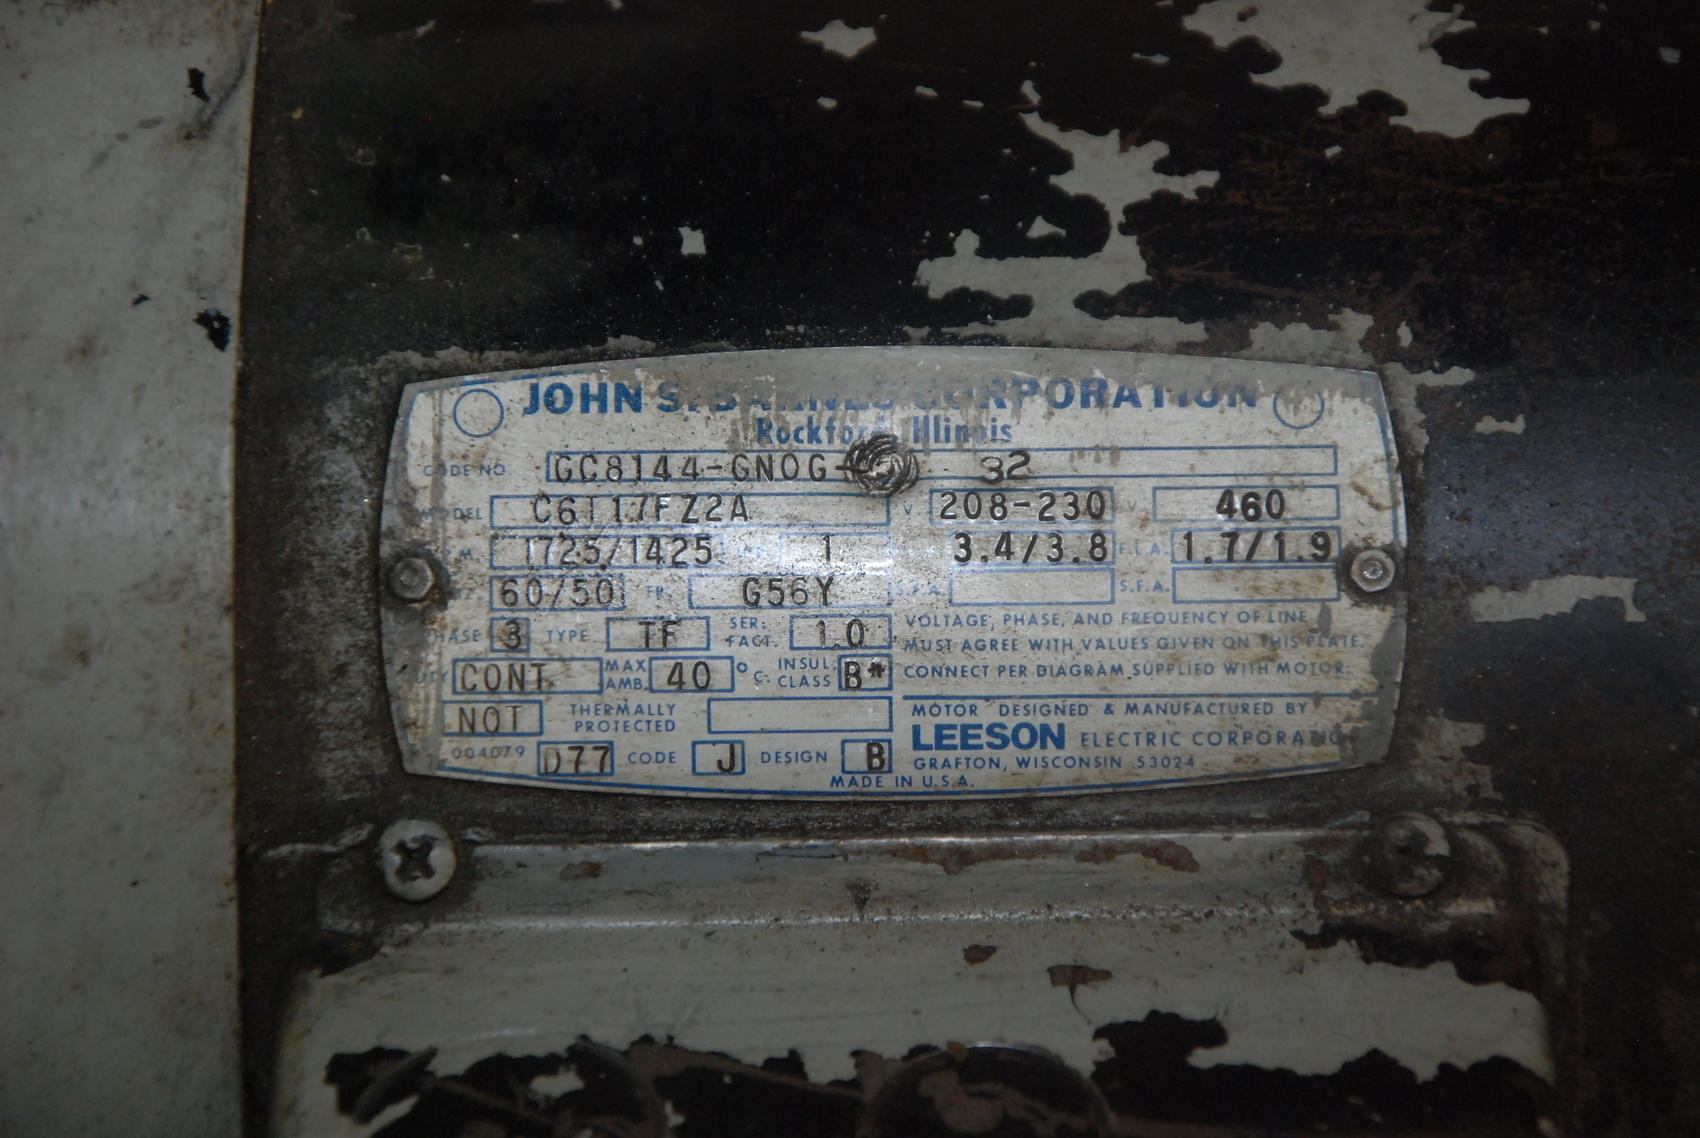 JOHN S. BARNES CORPORATION
Rockford, Illinois
CODE NO. GC8144-GNOG 32
MODEL C6T17FZ2A V. 208-230 V. 460
M. 1725/1425 1 3.4/3.8 F.L.A. 1.7/1.9
HZ. 60/50 FR. G56Y S.F.A. S.F.A.
PHASE 3 TYPE TF SER. FACT. 1.0
DUTY CONT. MAX AMB. 40 °C. INSUL. CLASS B*
NOT THERMALLY PROTECTED
004079 D77 CODE J DESIGN B
VOLTAGE, PHASE, AND FREQUENCY OF LINE
MUST AGREE WITH VALUES GIVEN ON THIS PLATE.
CONNECT PER DIAGRAM SUPPLIED WITH MOTOR.
MOTOR DESIGNED & MANUFACTURED BY
LEESON ELECTRIC CORPORATION
GRAFTON, WISCONSIN 53024
MADE IN U.S.A.